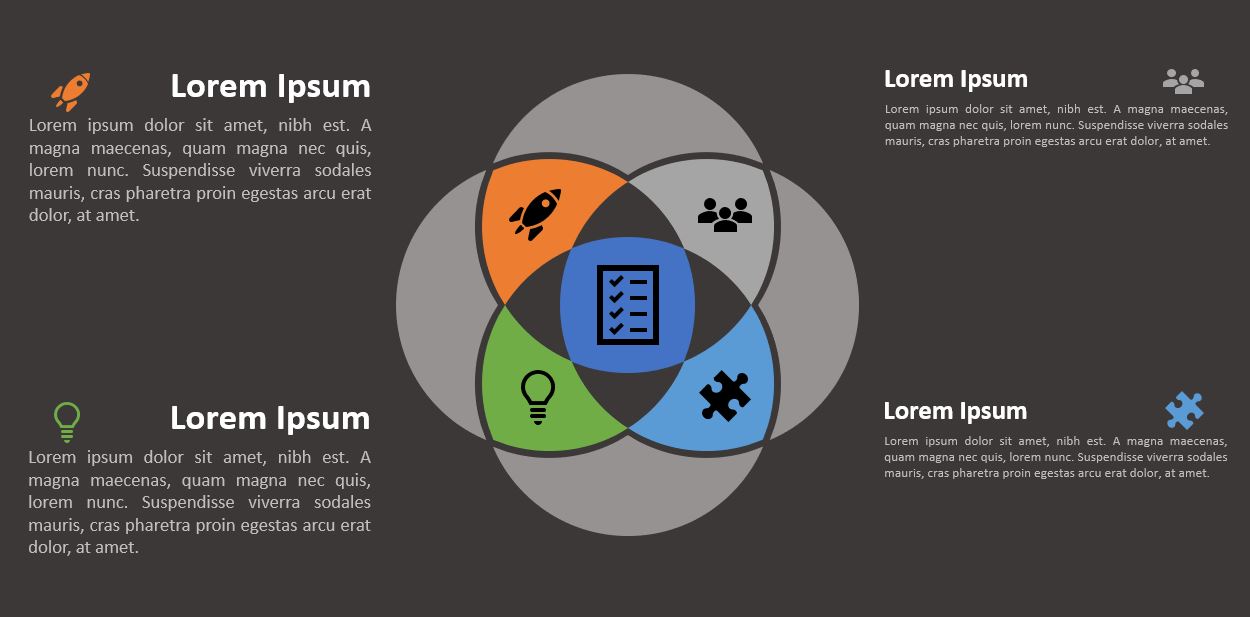 Lorem Ipsum
Lorem ipsum dolor sit amet, nibh est. A
magna maecenas, quam magna nec quis,
lorem nunc. Suspendisse viverra sodales
mauris, cras pharetra proin egestas arcu erat
dolor, at amet.
Lorem Ipsum
Lorem ipsum dolor sit amet, nibh est. A magna maecenas,
quam magna nec quis, lorem nunc. Suspendisse viverra sodales
mauris, cras pharetra proin egestas arcu erat dolor, at amet.
Lorem Ipsum
Lorem ipsum dolor sit amet, nibh est. A
magna maecenas, quam magna nec quis,
lorem nunc. Suspendisse viverra sodales
mauris, cras pharetra proin egestas arcu erat
dolor, at amet.
Lorem Ipsum
Lorem ipsum dolor sit amet, nibh est. A magna maecenas,
quam magna nec quis, lorem nunc. Suspendisse viverra sodales
mauris, cras pharetra proin egestas arcu erat dolor, at amet.